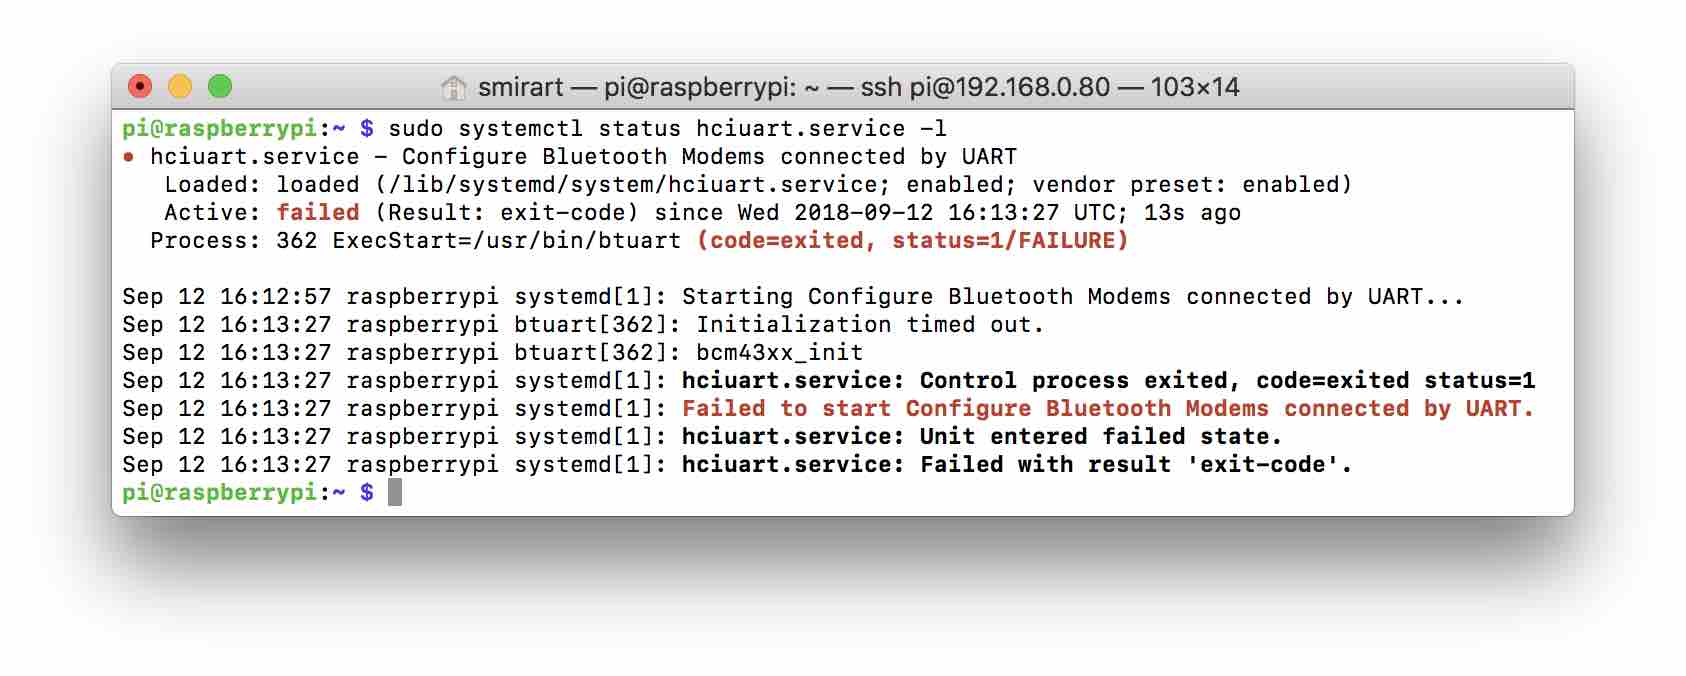 smirart — pi@raspberrypi: ~ — ssh pi@192.168.0.80 — 103×14
pi@raspberrypi:~ $ sudo systemctl status hciuart.service -l
● hciuart.service - Configure Bluetooth Modems connected by UART
   Loaded: loaded (/lib/systemd/system/hciuart.service; enabled; vendor preset: enabled)
   Active: failed (Result: exit-code) since Wed 2018-09-12 16:13:27 UTC; 13s ago
  Process: 362 ExecStart=/usr/bin/btuart (code=exited, status=1/FAILURE)

Sep 12 16:12:57 raspberrypi systemd[1]: Starting Configure Bluetooth Modems connected by UART...
Sep 12 16:13:27 raspberrypi btuart[362]: Initialization timed out.
Sep 12 16:13:27 raspberrypi btuart[362]: bcm43xx_init
Sep 12 16:13:27 raspberrypi systemd[1]: hciuart.service: Control process exited, code=exited status=1
Sep 12 16:13:27 raspberrypi systemd[1]: Failed to start Configure Bluetooth Modems connected by UART.
Sep 12 16:13:27 raspberrypi systemd[1]: hciuart.service: Unit entered failed state.
Sep 12 16:13:27 raspberrypi systemd[1]: hciuart.service: Failed with result 'exit-code'.
pi@raspberrypi:~ $